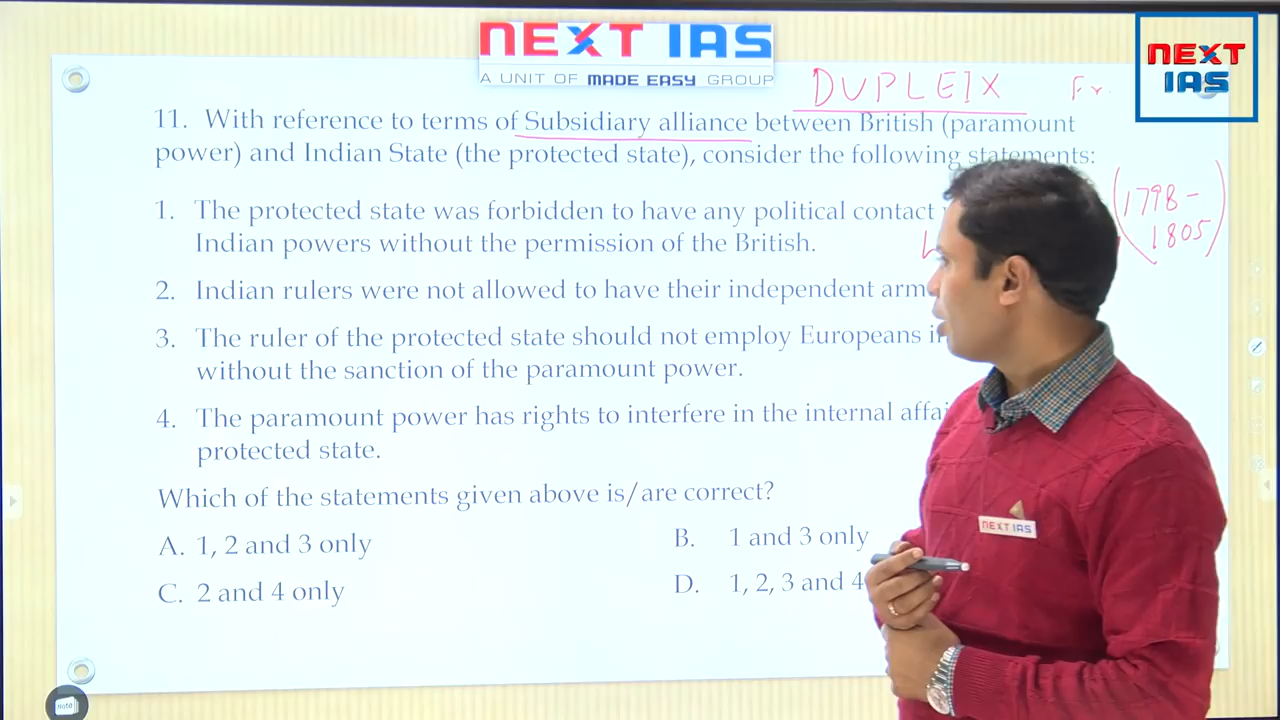 NEXT IAS
A UNIT OF MADE EASY GROUP
NEXT
IAS
DUPLEIX Fr.
11. With reference to terms of Subsidiary alliance between British (paramount
power) and Indian State (the protected state), consider the following statements:
(1798-
1805)
1. The protected state was forbidden to have any political contact
Indian powers without the permission of the British.
2. Indian rulers were not allowed to have their independent
3. The ruler of the protected state should not employ Europeans
without the sanction of the paramount power.
4. The paramount power has rights to interfere in the internal
protected state.
Which of the statements given above is/are correct?
A. 1, 2 and 3 only
B. 1 and 3 only
C. 2 and 4 only
D. 1, 2, 3 and 4
NEXT IAS
Note